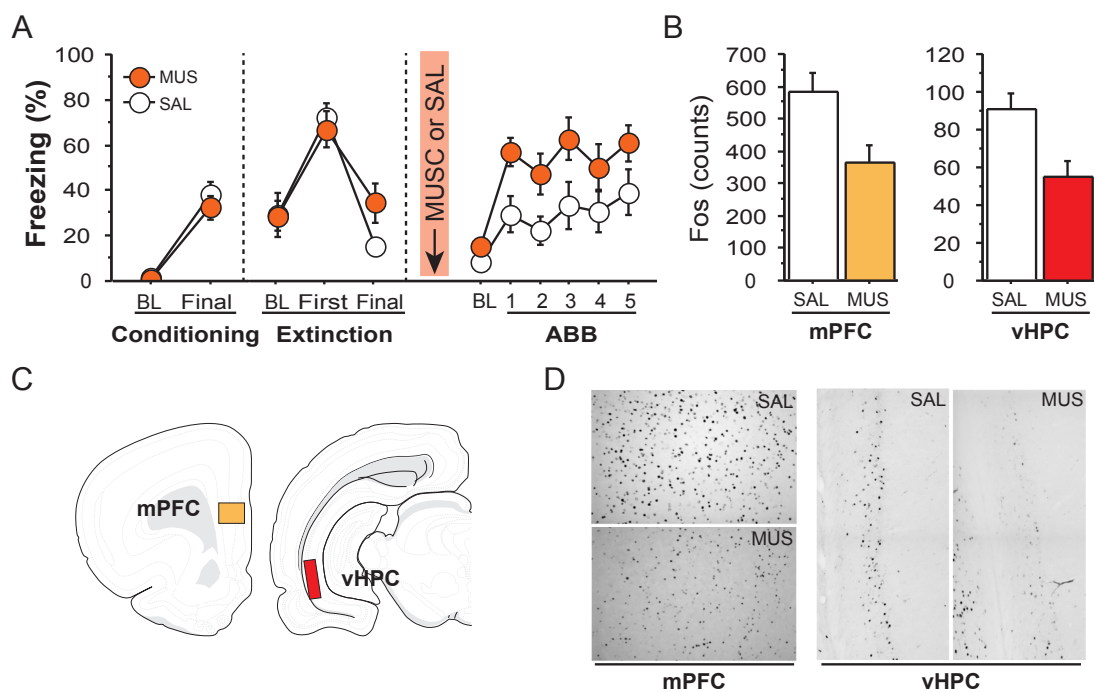 A
Freezing (%)
100
80
60
40
20
0
MUS
SAL
MUSC or SAL
BL Final
BL First Final
BL 1 2 3 4 5
Conditioning
Extinction
ABB
B
Fos (counts)
700
600
500
400
300
200
100
0
SAL MUS
mPFC
120
100
80
60
40
20
0
SAL MUS
vHPC
C
mPFC
vHPC
D
SAL
MUS
mPFC
SAL
MUS
vHPC